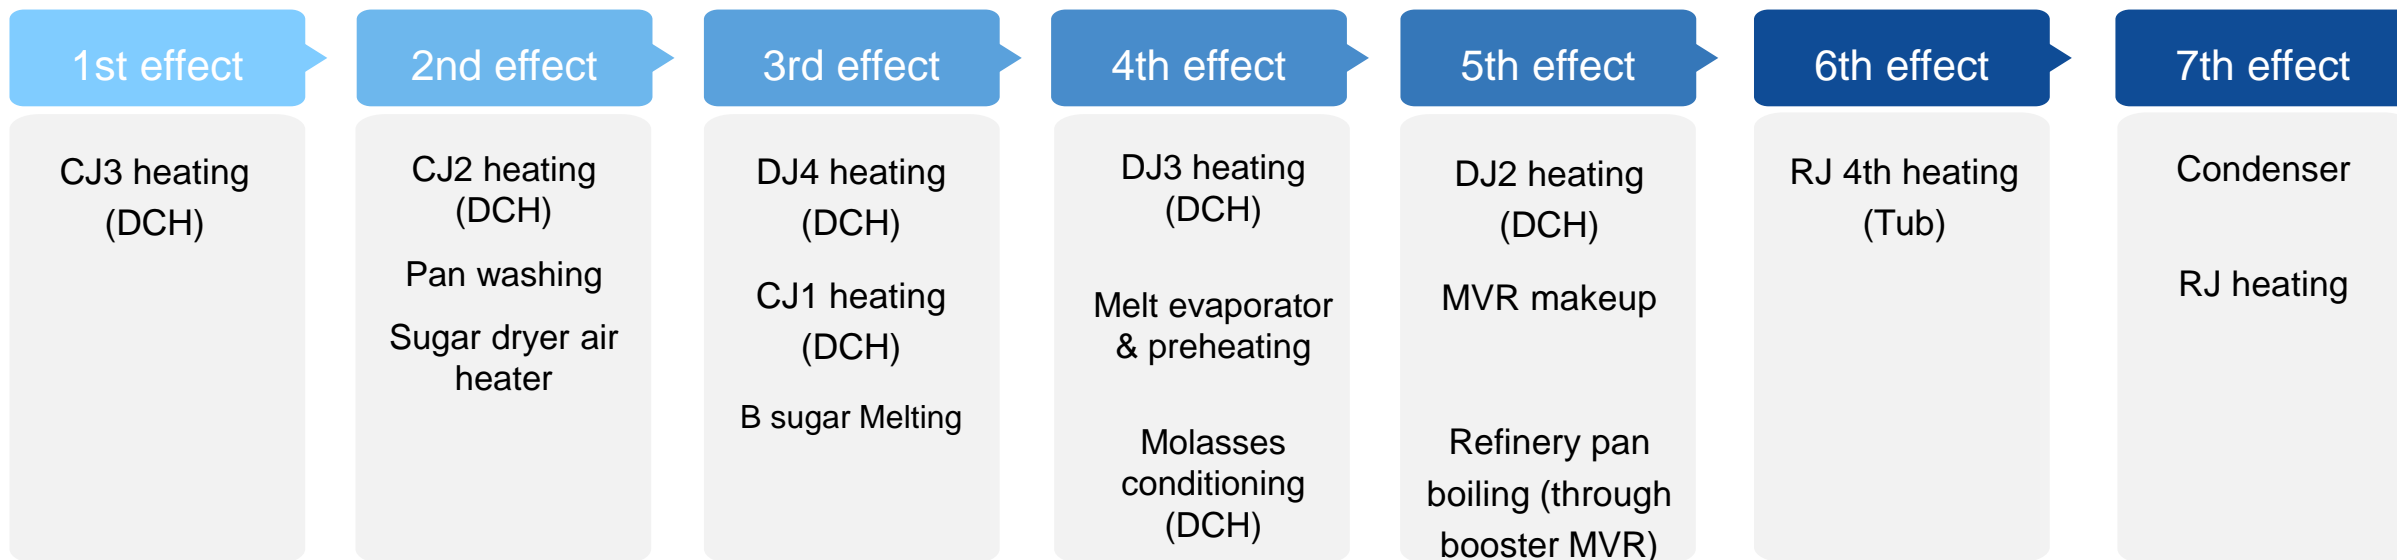 1st effect
CJ3 heating
(DCH)
2nd effect
CJ2 heating
(DCH)
Pan washing
Sugar dryer air
heater
3rd effect
DJ4 heating
(DCH)
CJ1 heating
(DCH)
B sugar Melting
4th effect
DJ3 heating
(DCH)
Melt evaporator
& preheating
Molasses
conditioning
(DCH)
5th effect
DJ2 heating
(DCH)
MVR makeup
Refinery pan
boiling (through
booster MVR)
6th effect
RJ 4th heating
(Tub)
7th effect
Condenser
RJ heating